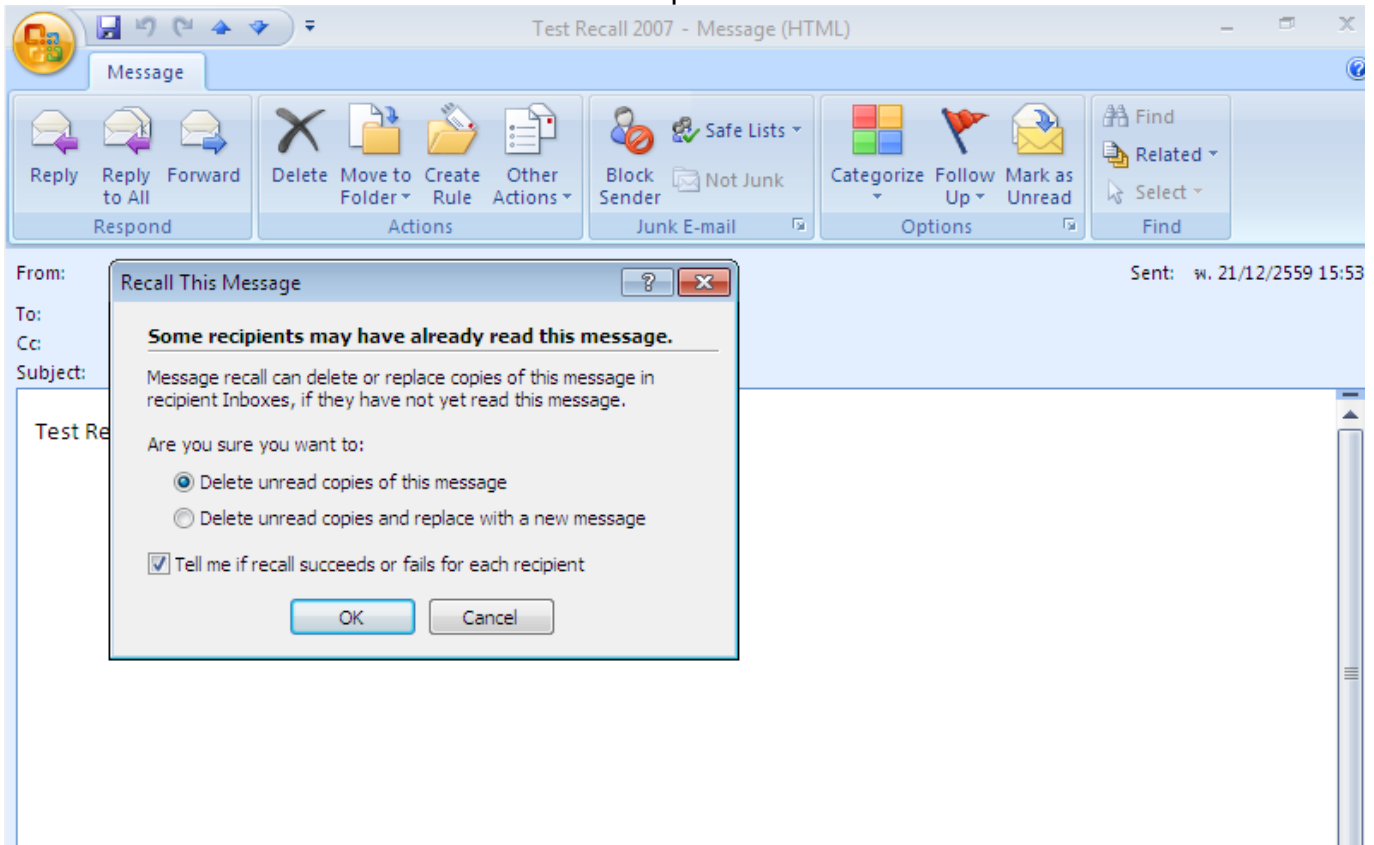 Test Recall 2007 - Message (HTML)
Message
Reply
Reply to All
Forward
Respond
Delete
Move to Folder
Create Rule
Other Actions
Actions
Block Sender
Safe Lists
Not Junk
Junk E-mail
Categorize
Follow Up
Mark as Unread
Options
Find
Related
Select
Find
From:
Sent: พ. 21/12/2559 15:53
To:
Cc:
Subject:
Test Re
Recall This Message
Some recipients may have already read this message.
Message recall can delete or replace copies of this message in
recipient Inboxes, if they have not yet read this message.
Are you sure you want to:
Delete unread copies of this message
Delete unread copies and replace with a new message
Tell me if recall succeeds or fails for each recipient
OK
Cancel